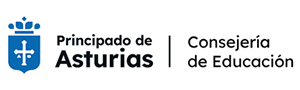 Principado de
Asturias
Consejería
de Educación